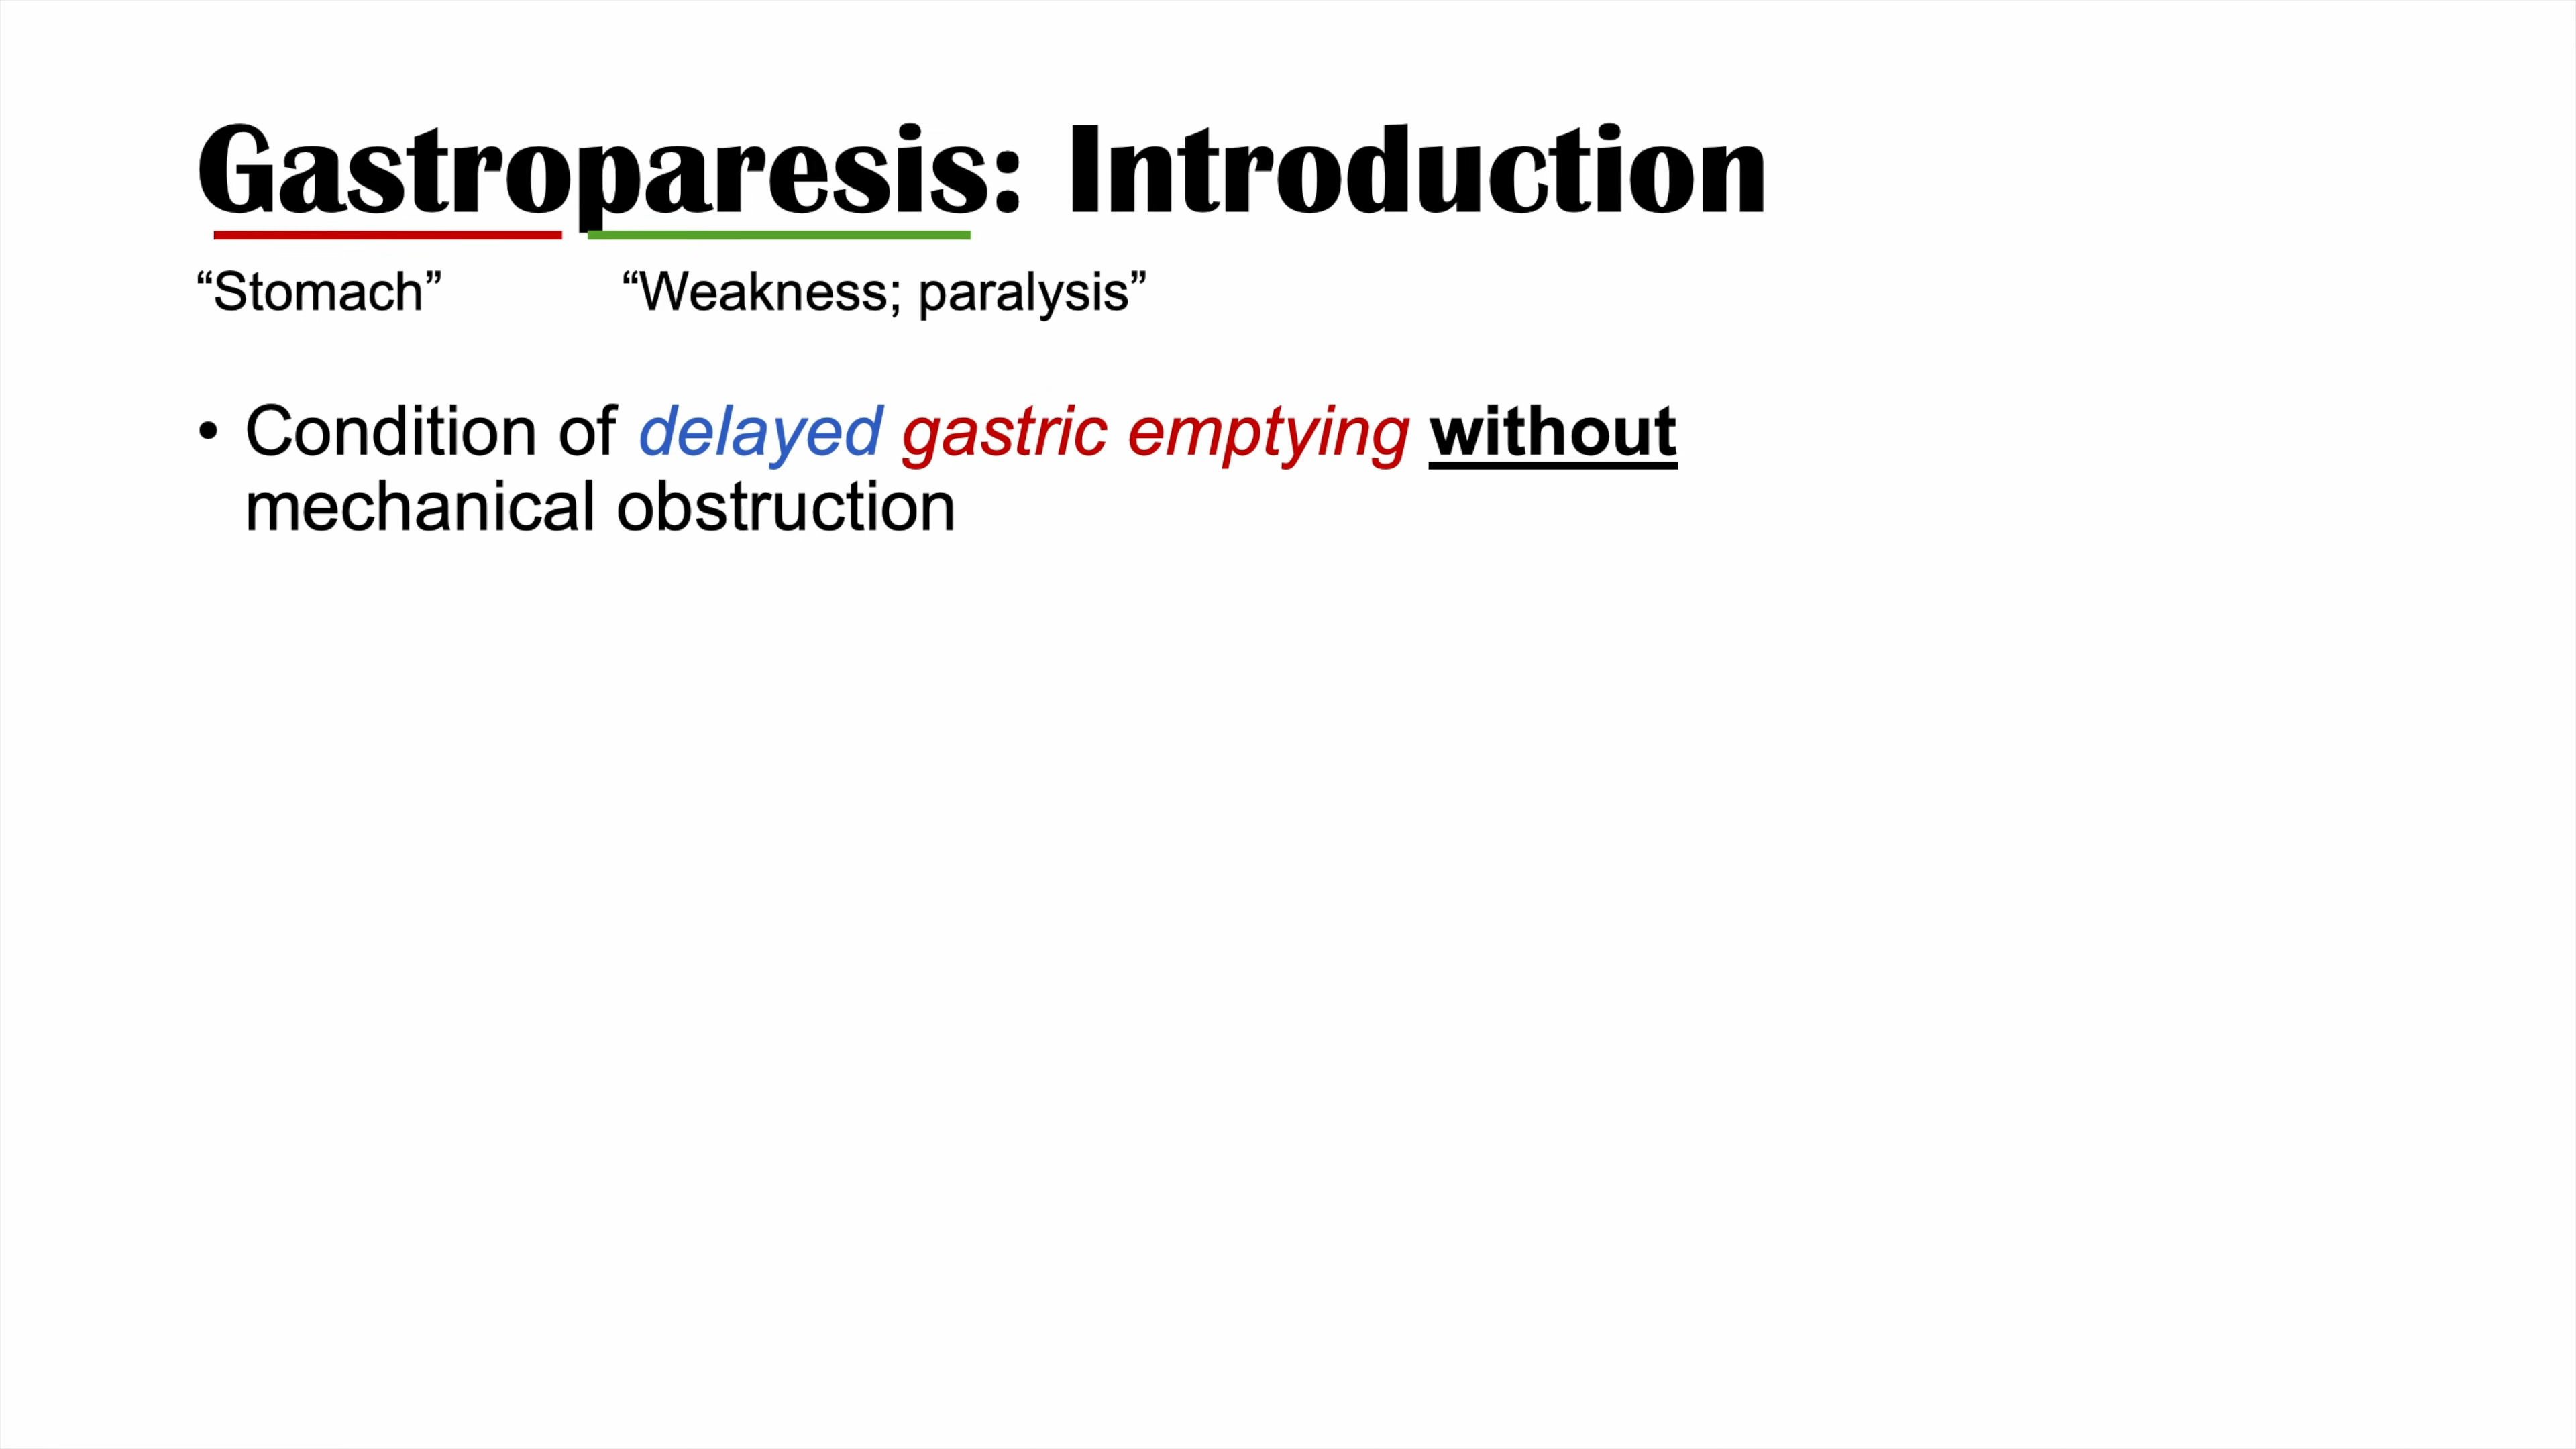 Gastroparesis: Introduction
“Stomach” “Weakness; paralysis”
• Condition of delayed gastric emptying without
mechanical obstruction